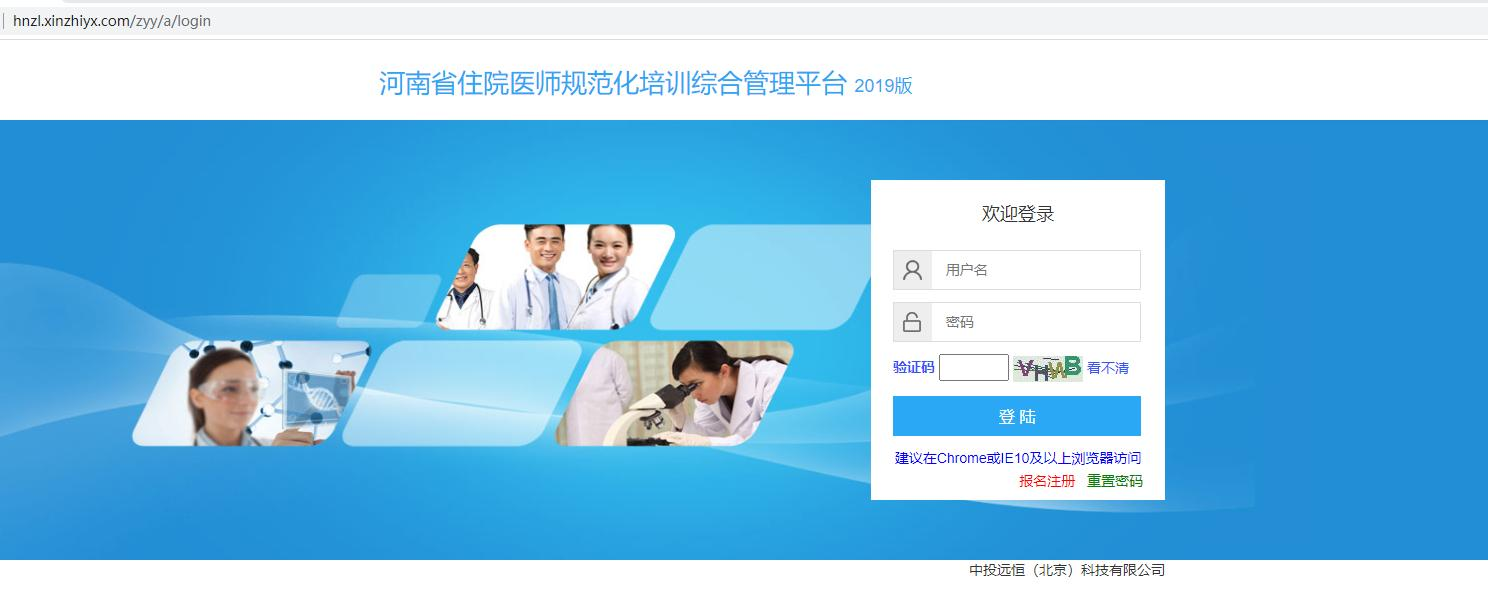 hnzl.xinzhiyx.com/zyy/a/login
河南省住院医师规范化培训综合管理平台 2019版
欢迎登录
用户名
密码
验证码 VHWB 看不清
登 陆
建议在Chrome或IE10及以上浏览器访问
报名注册 重置密码
中投远恒（北京）科技有限公司